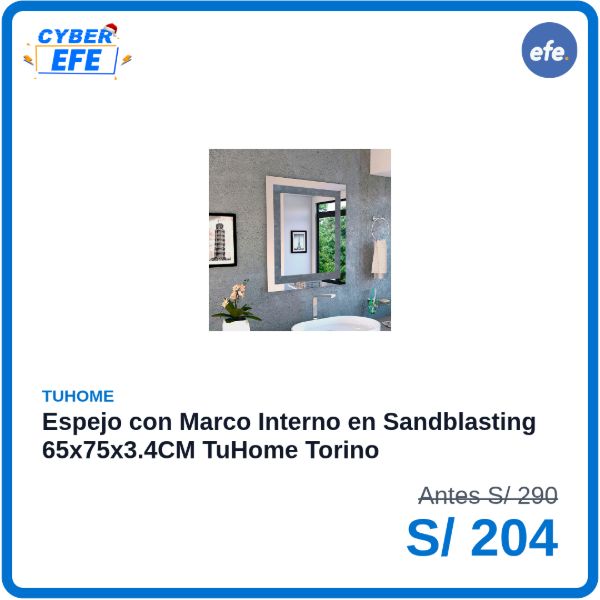 CYBER
EFE
efe.
TUHOME
Espejo con Marco Interno en Sandblasting
65x75x3.4CM TuHome Torino
Antes S/ 290
S/ 204